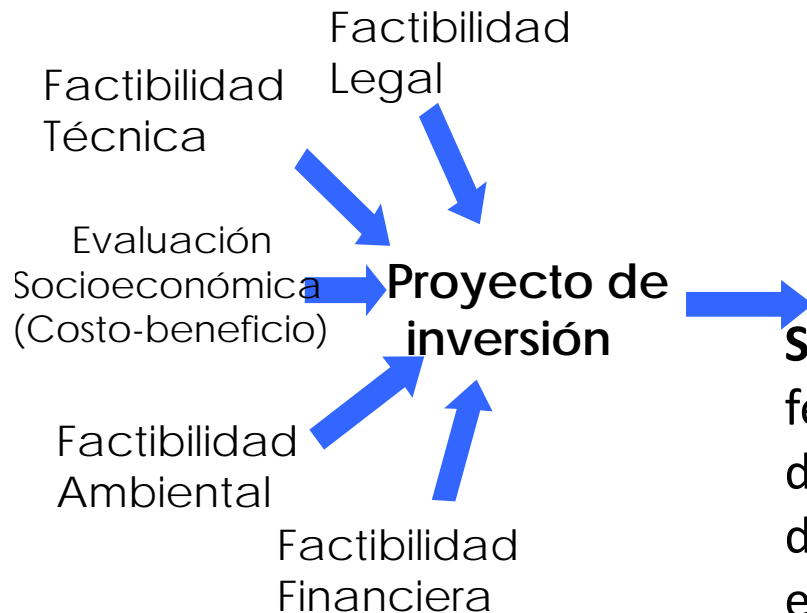 Factibilidad
Legal
Factibilidad
Técnica
Evaluación
Socioeconómica
(Costo-beneficio)
Proyecto de
inversión
Factibilidad
Ambiental
Factibilidad
Financiera